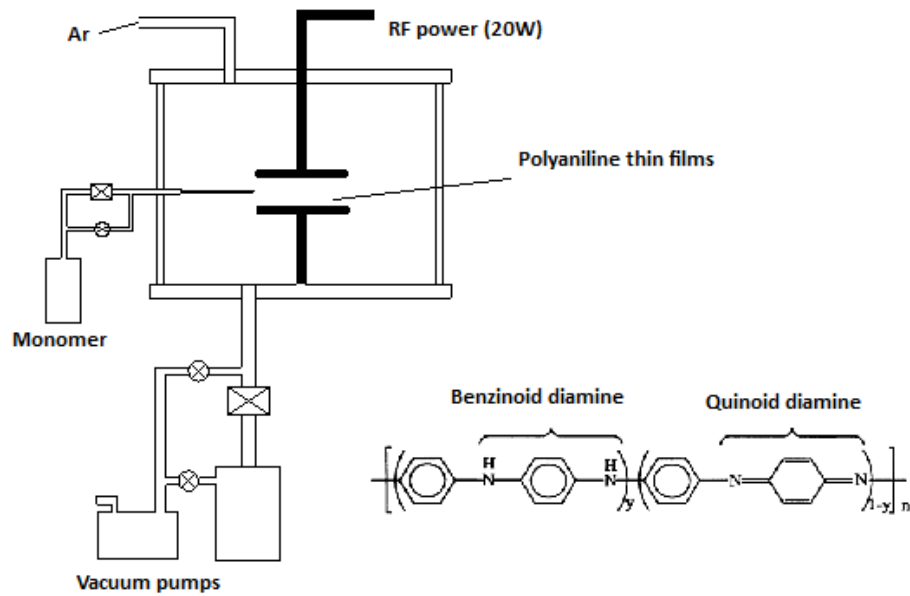 Ar
RF power (20W)
Polyaniline thin films
Monomer
Vacuum pumps
Benzinoid diamine
Quinoid diamine
H
H
N
N
N
N
y
1-y
n